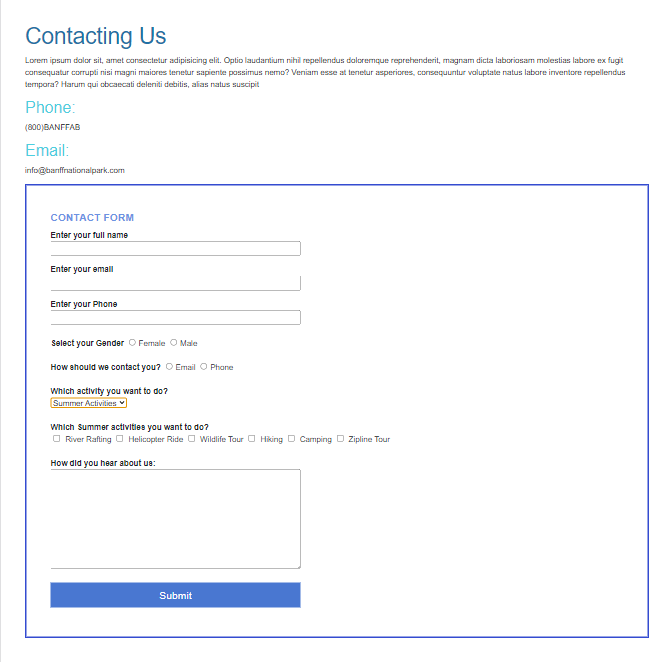 Contacting Us
Lorem ipsum dolor sit, amet consectetur adipisicing elit. Optio laudantium nihil repellendus doloremque reprehenderit, magnam dicta laboriosam molestias labore ex fugit
consequatur corrupti nisi magni maiores tenetur sapiente possimus nemo? Veniam esse at tenetur asperiores, consequuntur voluptate natus labore inventore repellendus
tempora? Harum qui obcaecati deleniti debitis, alias natus suscipit
Phone:
(800)BANFFAB
Email:
info@banffnationalpark.com
CONTACT FORM
Enter your full name
Enter your email
Enter your Phone
Select your Gender Female Male
How should we contact you? Email Phone
Which activity you want to do?
Summer Activities
Which Summer activities you want to do?
River Rafting Helicopter Ride Wildlife Tour Hiking Camping Zipline Tour
How did you hear about us:
Submit